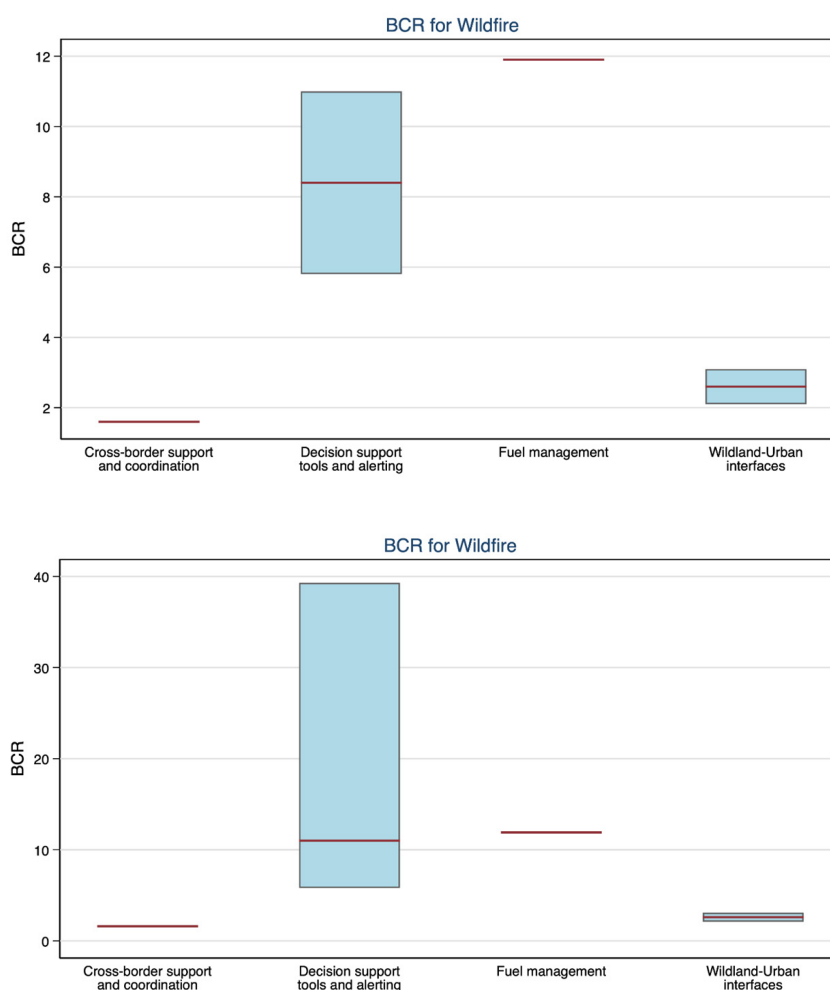 BCR for Wildfire
12
10
8
6
4
2
BCR
Cross-border support
and coordination
Decision support
tools and alerting
Fuel management
Wildland-Urban
interfaces
BCR for Wildfire
40
30
20
10
0
BCR
Cross-border support
and coordination
Decision support
tools and alerting
Fuel management
Wildland-Urban
interfaces